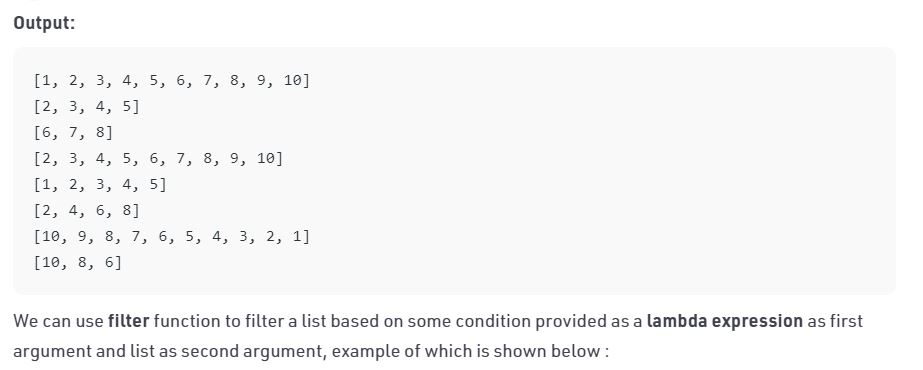 Output:
[1, 2, 3, 4, 5, 6, 7, 8, 9, 10]
[2, 3, 4, 5]
[6, 7, 8]
[2, 3, 4, 5, 6, 7, 8, 9, 10]
[1, 2, 3, 4, 5]
[2, 4, 6, 8]
[10, 9, 8, 7, 6, 5, 4, 3, 2, 1]
[10, 8, 6]
We can use filter function to filter a list based on some condition provided as a lambda expression as first
argument and list as second argument, example of which is shown below :